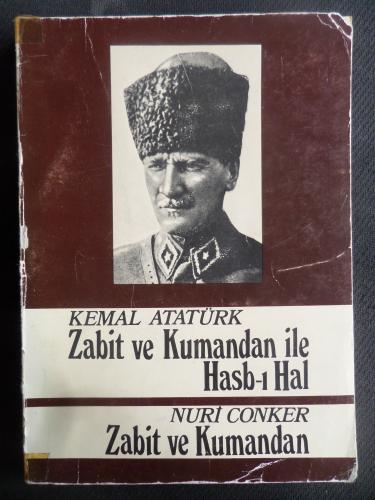 KEMAL ATATÜRK
Zabit ve Kumandan ile
Hasb-ı Hal
NURİ CONKER
Zabit ve Kumandan